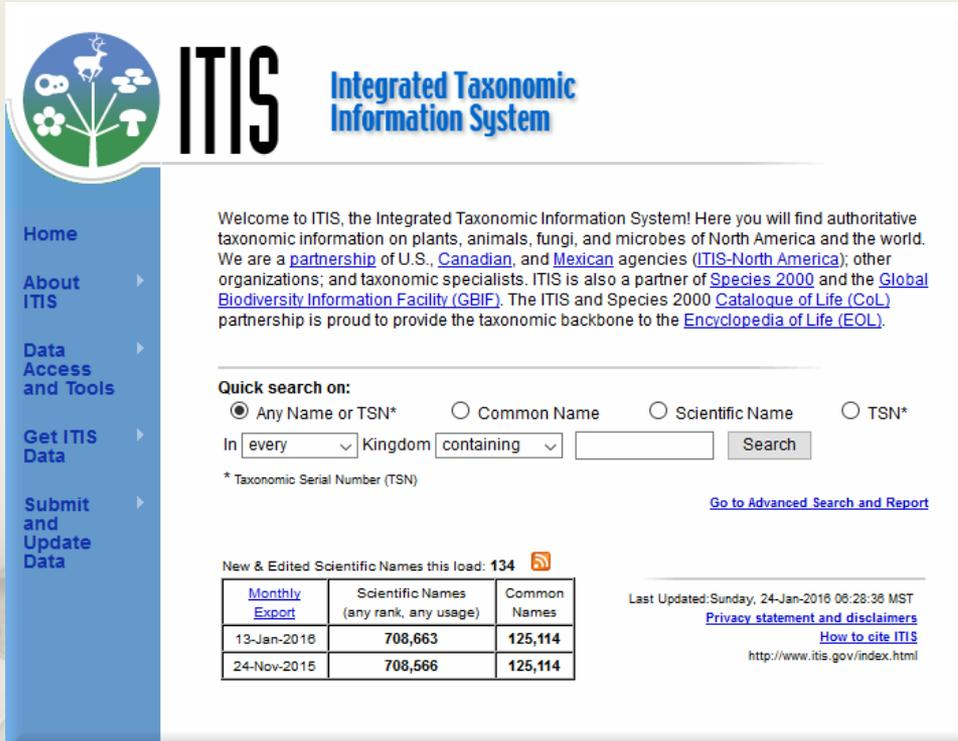 ITIS
Integrated Taxonomic
Information System
Home
About
ITIS
Data
Access
and Tools
Get ITIS
Data
Submit
and
Update
Data
Welcome to ITIS, the Integrated Taxonomic Information System! Here you will find authoritative
taxonomic information on plants, animals, fungi, and microbes of North America and the world.
We are a partnership of U.S., Canadian, and Mexican agencies (ITIS-North America); other
organizations; and taxonomic specialists. ITIS is also a partner of Species 2000 and the Global
Biodiversity Information Facility (GBIF). The ITIS and Species 2000 Catalogue of Life (CoL)
partnership is proud to provide the taxonomic backbone to the Encyclopedia of Life (EOL).
Quick search on:
Any Name or TSN* Common Name Scientific Name TSN*
In every Kingdom containing Search
* Taxonomic Serial Number (TSN)
Go to Advanced Search and Report
New & Edited Scientific Names this load: 134
Monthly Export Scientific Names (any rank, any usage) Common Names
13-Jan-2016 708,663 125,114
24-Nov-2015 708,566 125,114
Last Updated:Sunday, 24-Jan-2016 06:28:36 MST
Privacy statement and disclaimers
How to cite ITIS
http://www.itis.gov/index.html